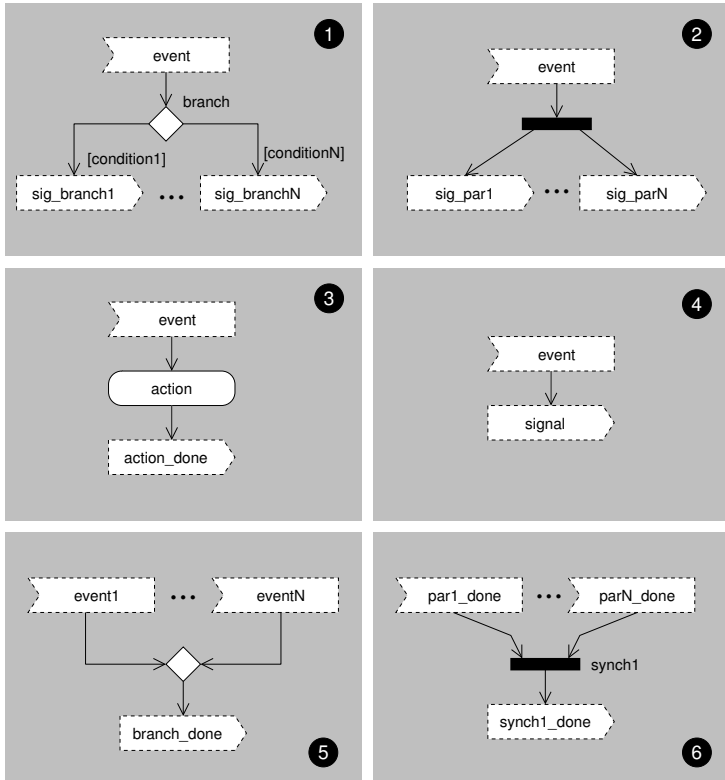 1
event
branch
[condition1]
[conditionN]
sig_branch1 ... sig_branchN
2
event
sig_par1 ... sig_parN
3
event
action
action_done
4
event
signal
event1 ... eventN
branch_done
5
par1_done ... parN_done
synch1
synch1_done
6